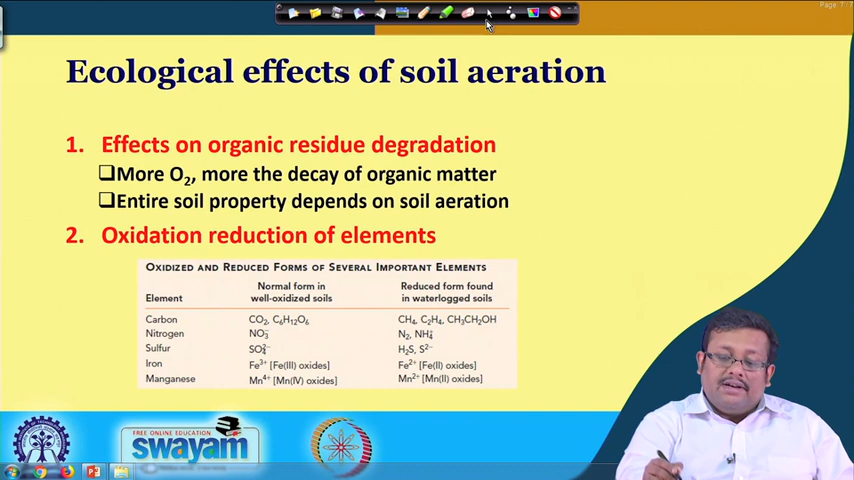 Page 7 / 7
Ecological effects of soil aeration
1. Effects on organic residue degradation
❑More O₂, more the decay of organic matter
❑Entire soil property depends on soil aeration
2. Oxidation reduction of elements
OXIDIZED AND REDUCED FORMS OF SEVERAL IMPORTANT ELEMENTS
Element Normal form in well-oxidized soils Reduced form found in waterlogged soils
Carbon CO₂, C₆H₁₂O₆ CH₄, C₂H₄, CH₃CH₂OH
Nitrogen NO₃⁻ N₂, NH₄⁺
Sulfur SO₄²⁻ H₂S, S²⁻
Iron Fe³⁺ [Fe(III) oxides] Fe²⁺ [Fe(II) oxides]
Manganese Mn⁴⁺ [Mn(IV) oxides] Mn²⁺ [Mn(II) oxides]
FREE ONLINE EDUCATION
swayam